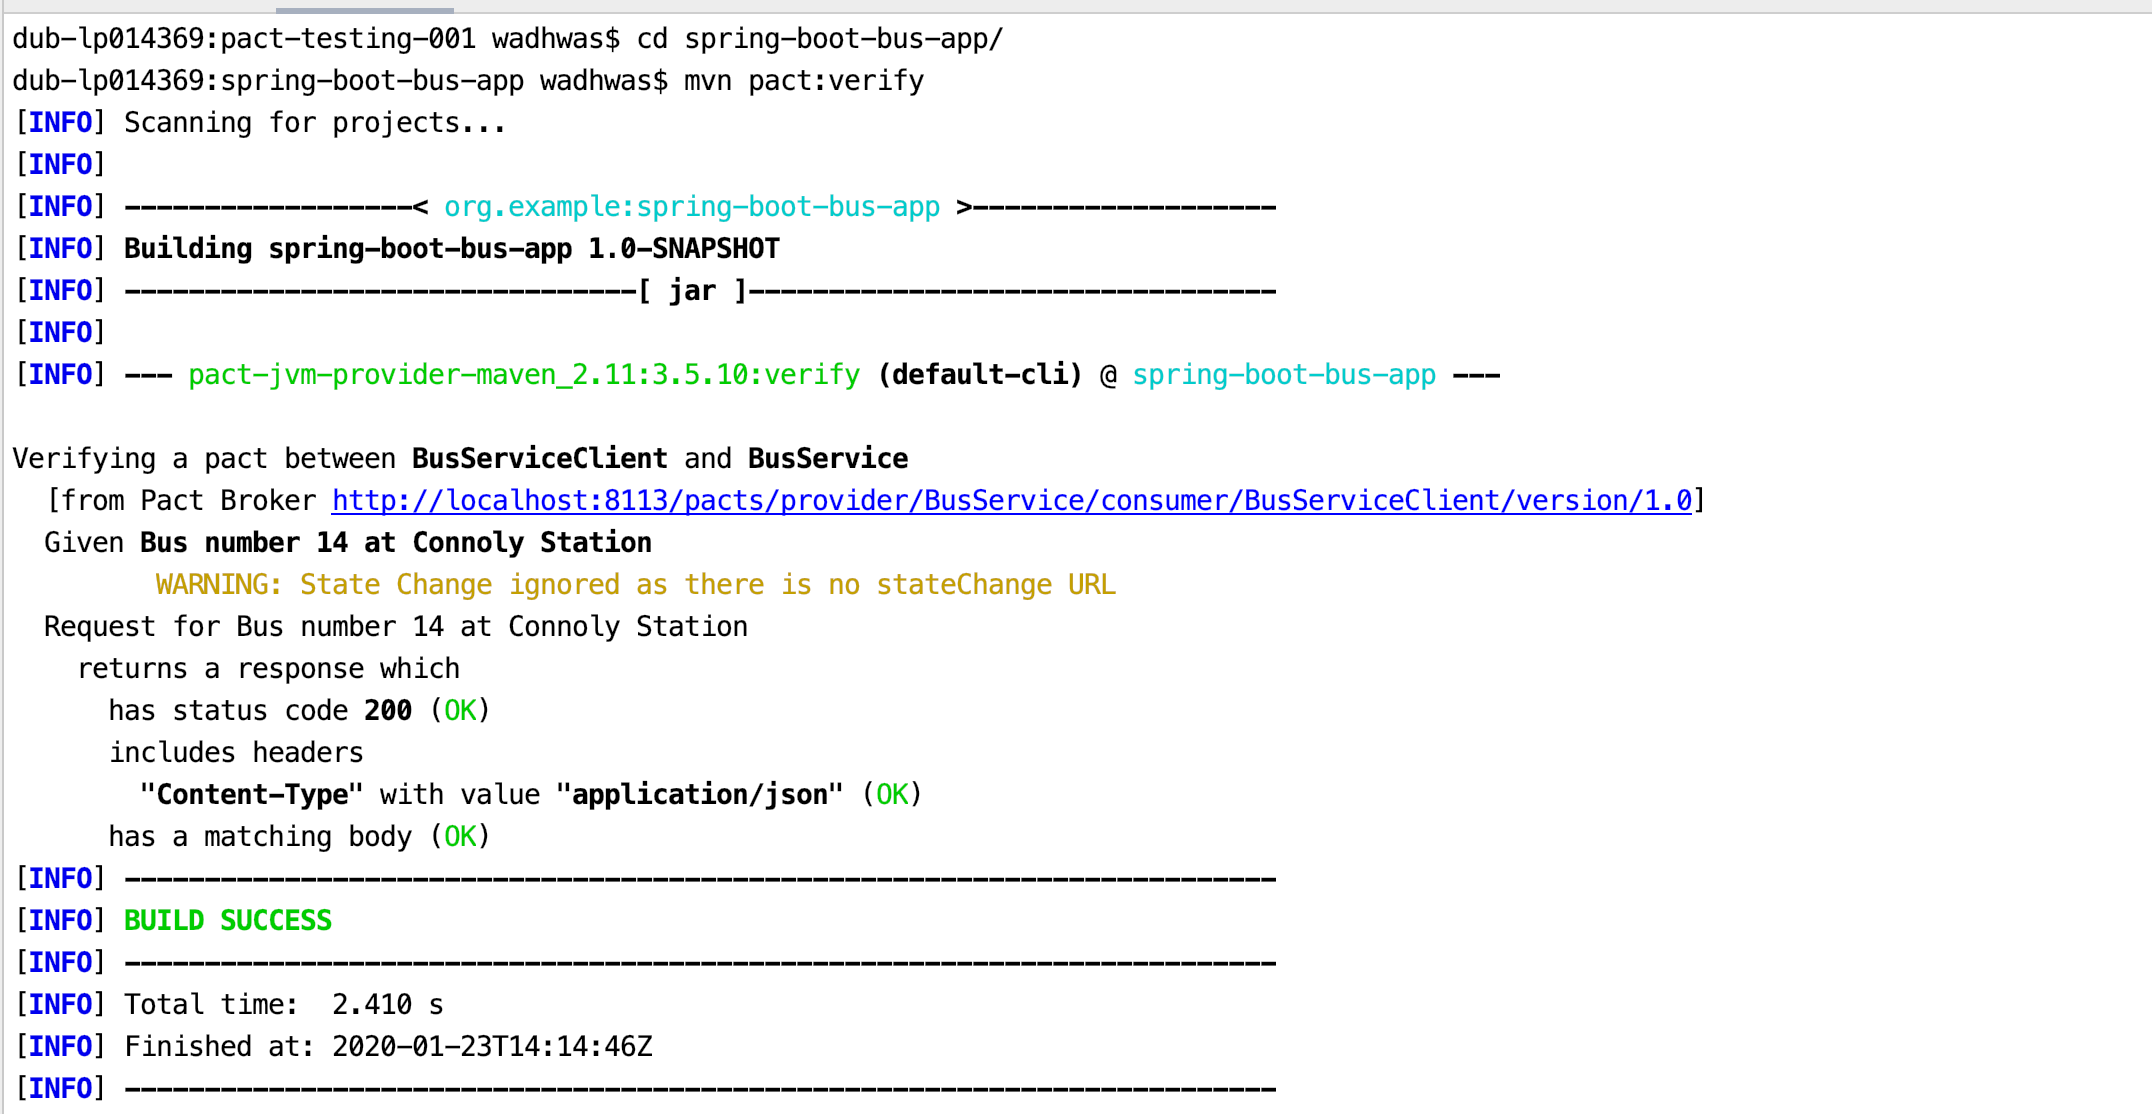 dub-lp014369:pact-testing-001 wadhwas$ cd spring-boot-bus-app/
dub-lp014369:spring-boot-bus-app wadhwas$ mvn pact:verify
[INFO] Scanning for projects...
[INFO]
[INFO] ------------------< org.example:spring-boot-bus-app >-------------------
[INFO] Building spring-boot-bus-app 1.0-SNAPSHOT
[INFO] --------------------------------[ jar ]---------------------------------
[INFO]
[INFO] --- pact-jvm-provider-maven_2.11:3.5.10:verify (default-cli) @ spring-boot-bus-app ---
Verifying a pact between BusServiceClient and BusService
[from Pact Broker http://localhost:8113/pacts/provider/BusService/consumer/BusServiceClient/version/1.0]
Given Bus number 14 at Connoly Station
WARNING: State Change ignored as there is no stateChange URL
Request for Bus number 14 at Connoly Station
returns a response which
has status code 200 (OK)
includes headers
"Content-Type" with value "application/json" (OK)
has a matching body (OK)
[INFO] ------------------------------------------------------------------------
[INFO] BUILD SUCCESS
[INFO] ------------------------------------------------------------------------
[INFO] Total time:  2.410 s
[INFO] Finished at: 2020-01-23T14:14:46Z
[INFO] ------------------------------------------------------------------------